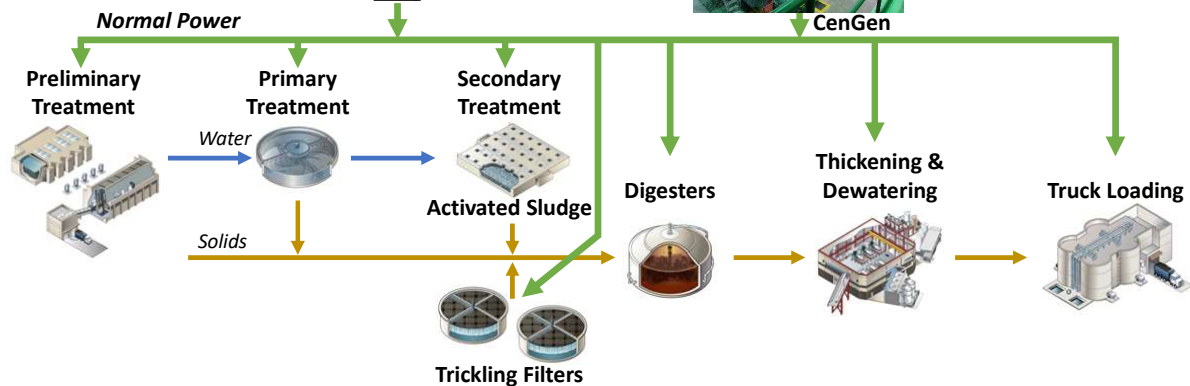 Normal Power
CenGen
Preliminary
Treatment
Primary
Treatment
Secondary
Treatment
Water
Thickening &
Dewatering
Digesters
Truck Loading
Activated Sludge
Solids
Trickling Filters